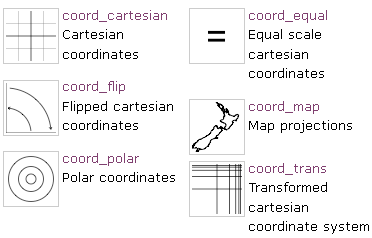 coord_cartesian
Cartesian
coordinates
coord_flip
Flipped cartesian
coordinates
coord_polar
Polar coordinates
coord_equal
Equal scale
cartesian
coordinates
coord_map
Map projections
coord_trans
Transformed
cartesian
coordinate system